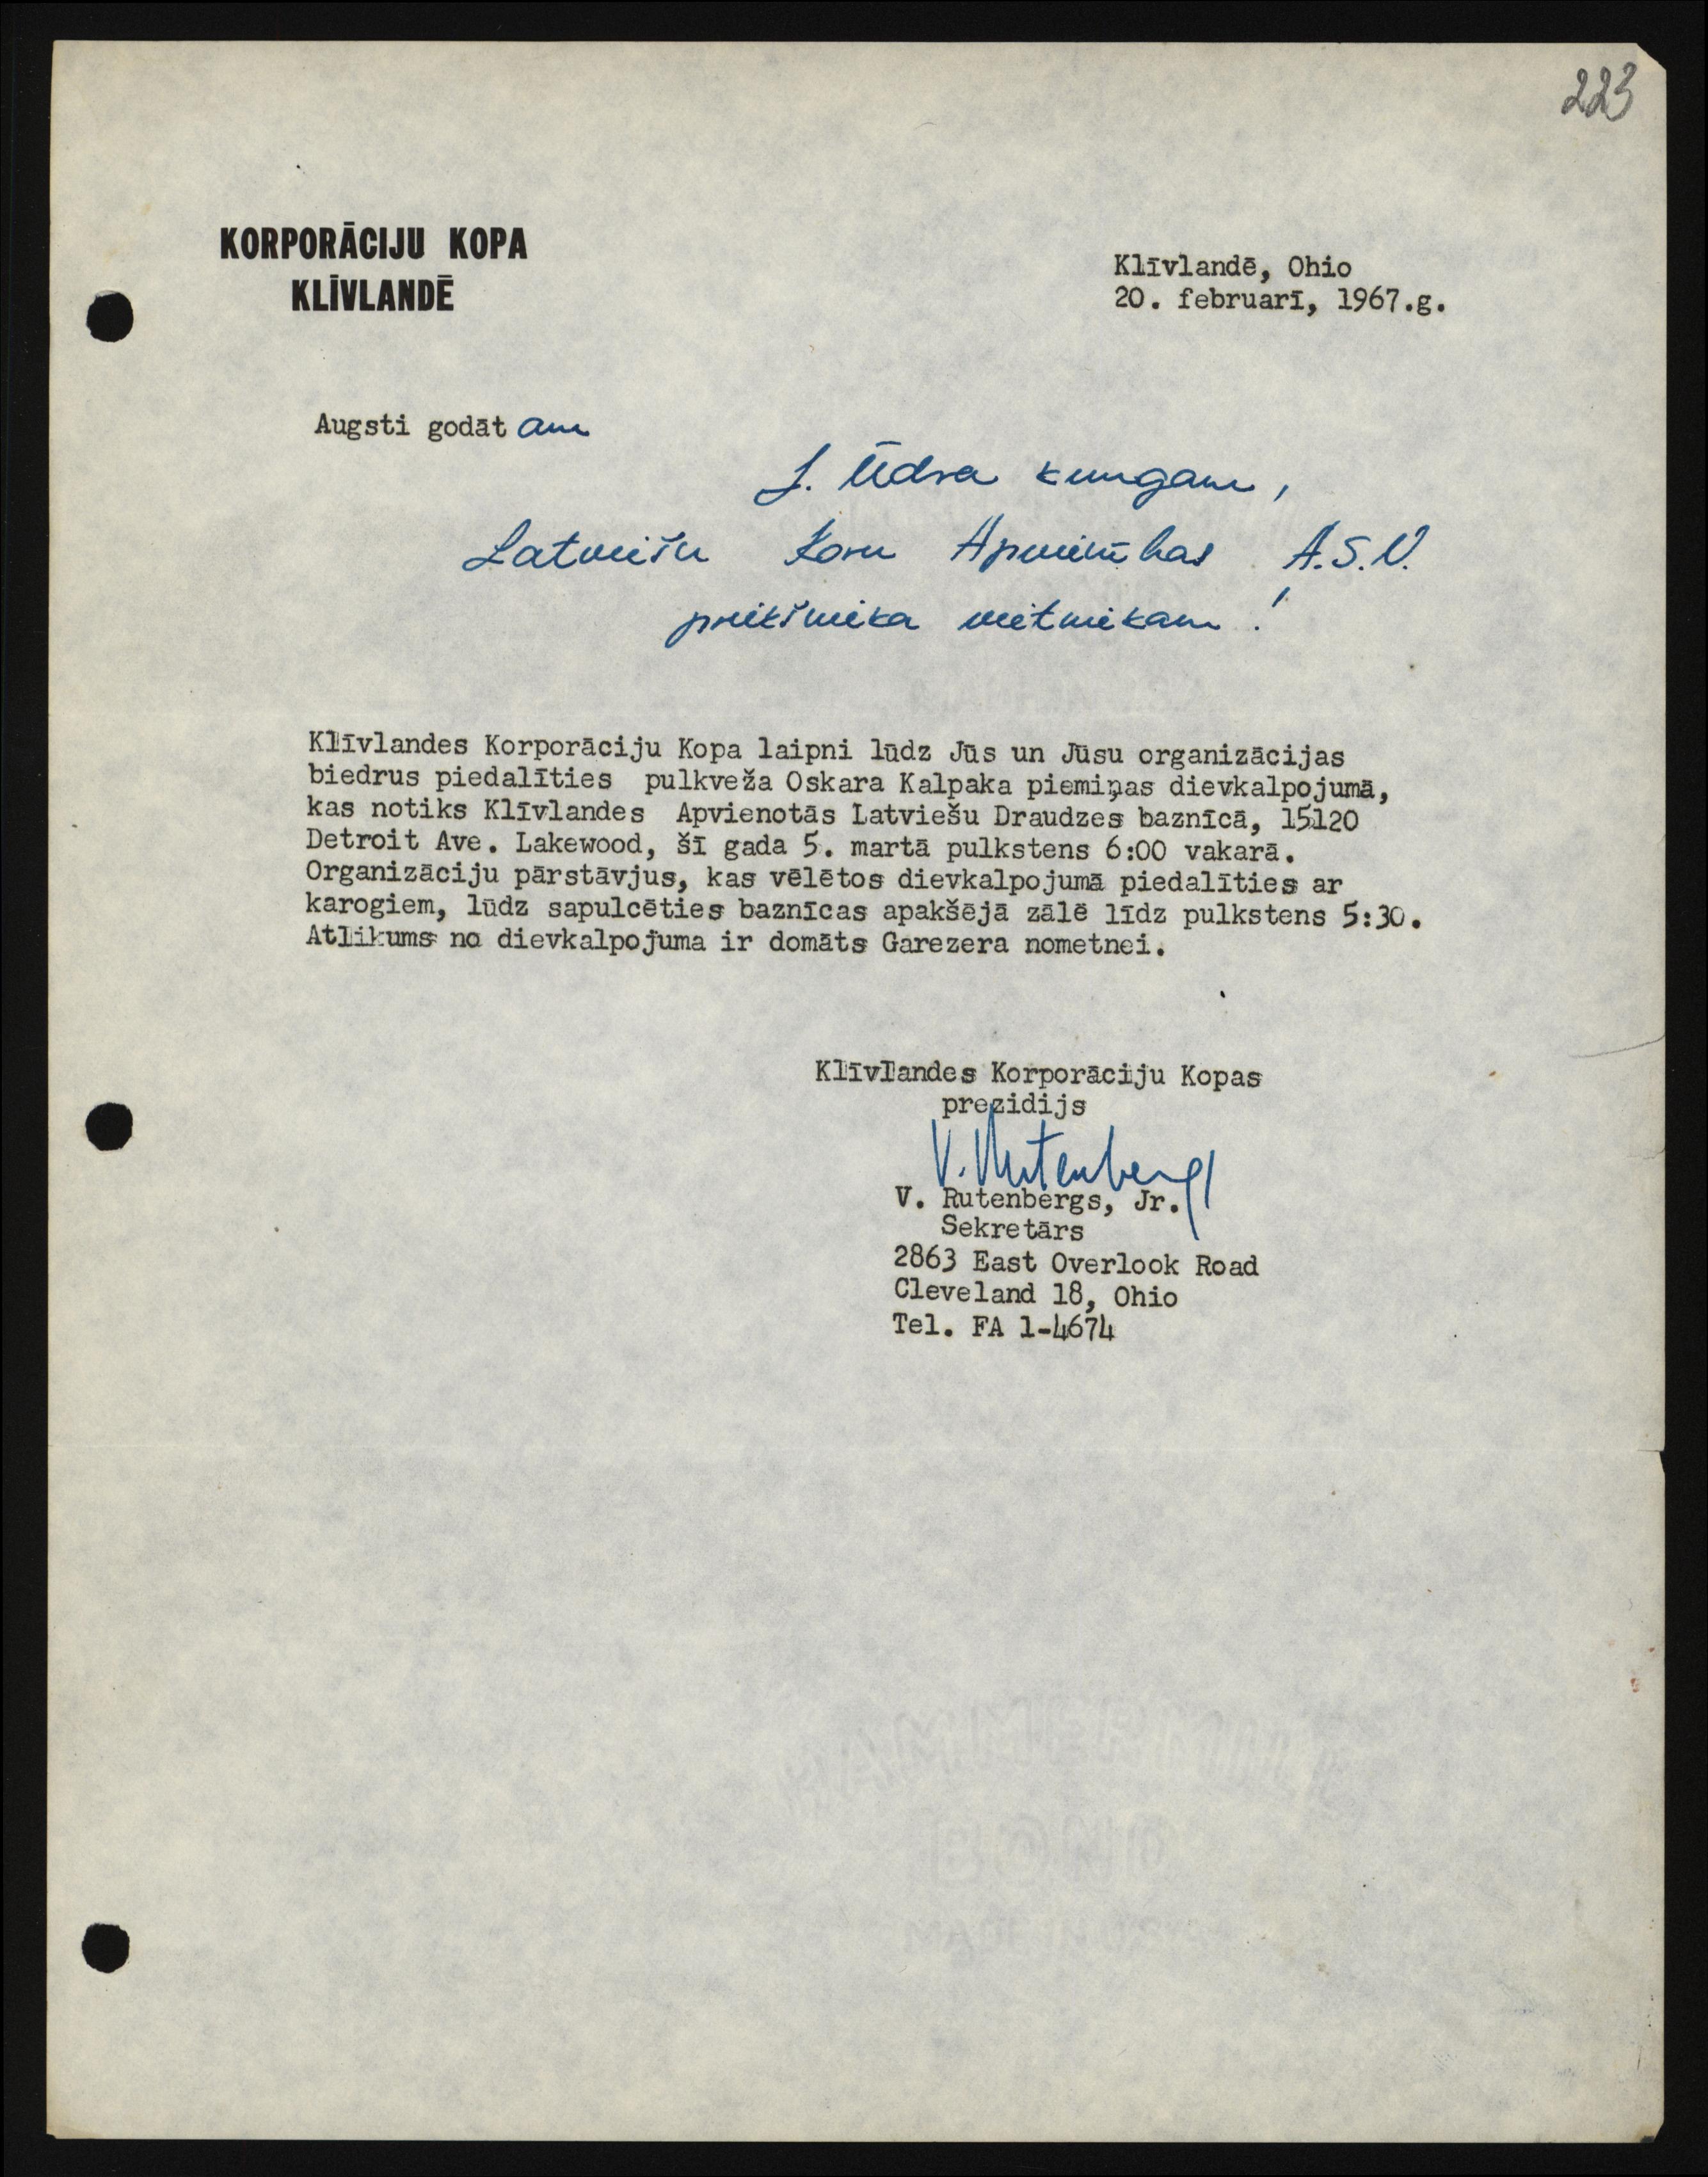 223
KORPORĀCIJU KOPA
KLĪVLANDĒ
Klīvlandē, Ohio
20. februarī, 1967.g.
Augsti godātam
J. Ūdra kungam,
Latviešu Koru Apvienības A.S.V.
priekšnieka vietniekam!
Klīvlandes Korporāciju Kopa laipni lūdz Jūs un Jūsu organizācijas
biedrus piedalīties pulkveža Oskara Kalpaka piemiņas dievkalpojumā,
kas notiks Klīvlandes Apvienotās Latviešu Draudzes baznīcā, 15120
Detroit Ave. Lakewood, šī gada 5. martā pulkstens 6:00 vakarā.
Organizāciju pārstāvjus, kas vēlētos dievkalpojumā piedalīties ar
karogiem, lūdz sapulcēties baznīcas apakšējā zālē līdz pulkstens 5:30.
Atlikums no dievkalpojuma ir domāts Garezera nometnei.
Klīvlandes Korporāciju Kopas
prezidijs
V. Rutenbergs
V. Rutenbergs, Jr.
Sekretārs
2863 East Overlook Road
Cleveland 18, Ohio
Tel. FA 1-4674